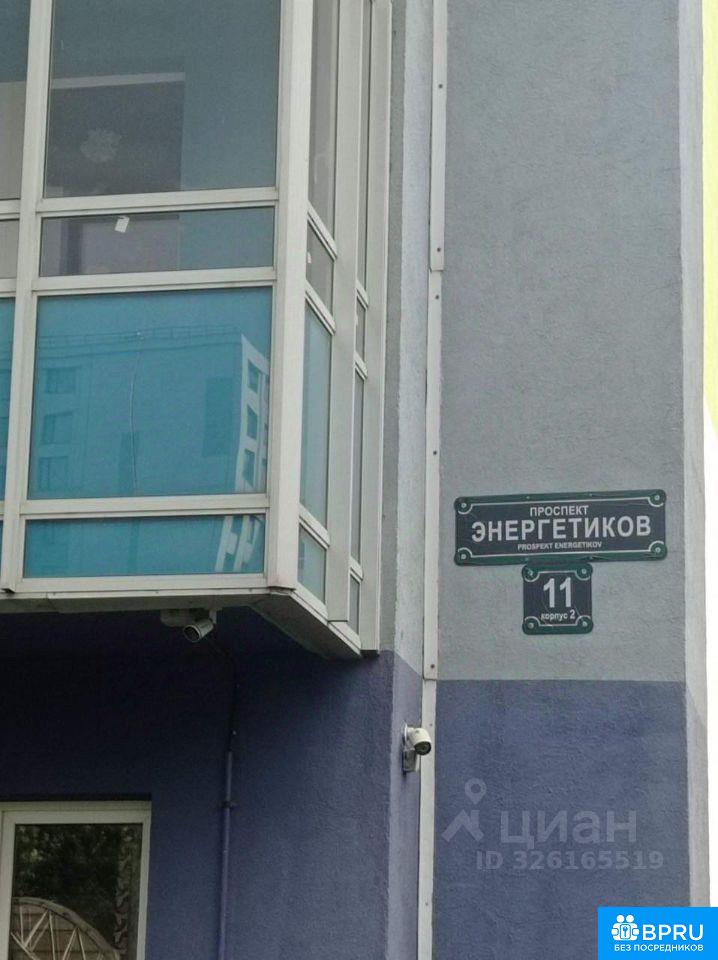 ПРОСПЕКТ
ЭНЕРГЕТИКОВ
PROSPEKT ENERGETIKOV
11
корпус 2
циан
ID 326165519
BPRU
БЕЗ ПОСРЕДНИКОВ